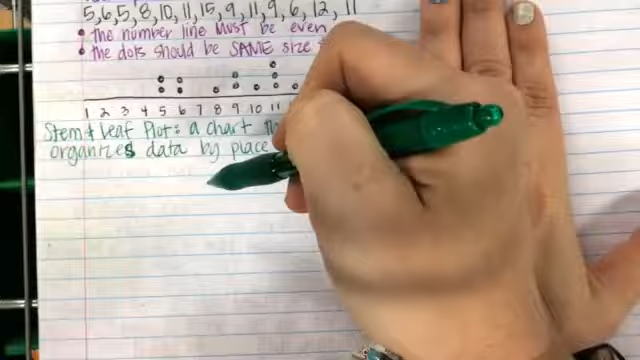 5,6,5,8,10,11,15,9,11,9,6,12,11
• the number line MUST be even
• the dots should be SAME size
1 2 3 4 5 6 7 8 9 10 11
Stem & Leaf Plot: a chart
organizes data by place